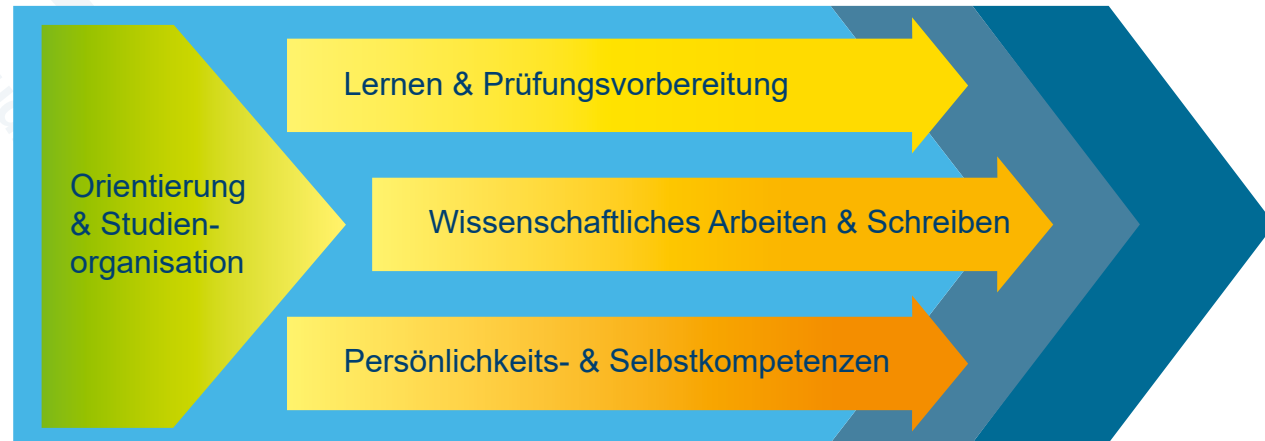 Lernen & Prüfungsvorbereitung
Orientierung
& Studien-
organisation
Wissenschaftliches Arbeiten & Schreiben
Persönlichkeits- & Selbstkompetenzen